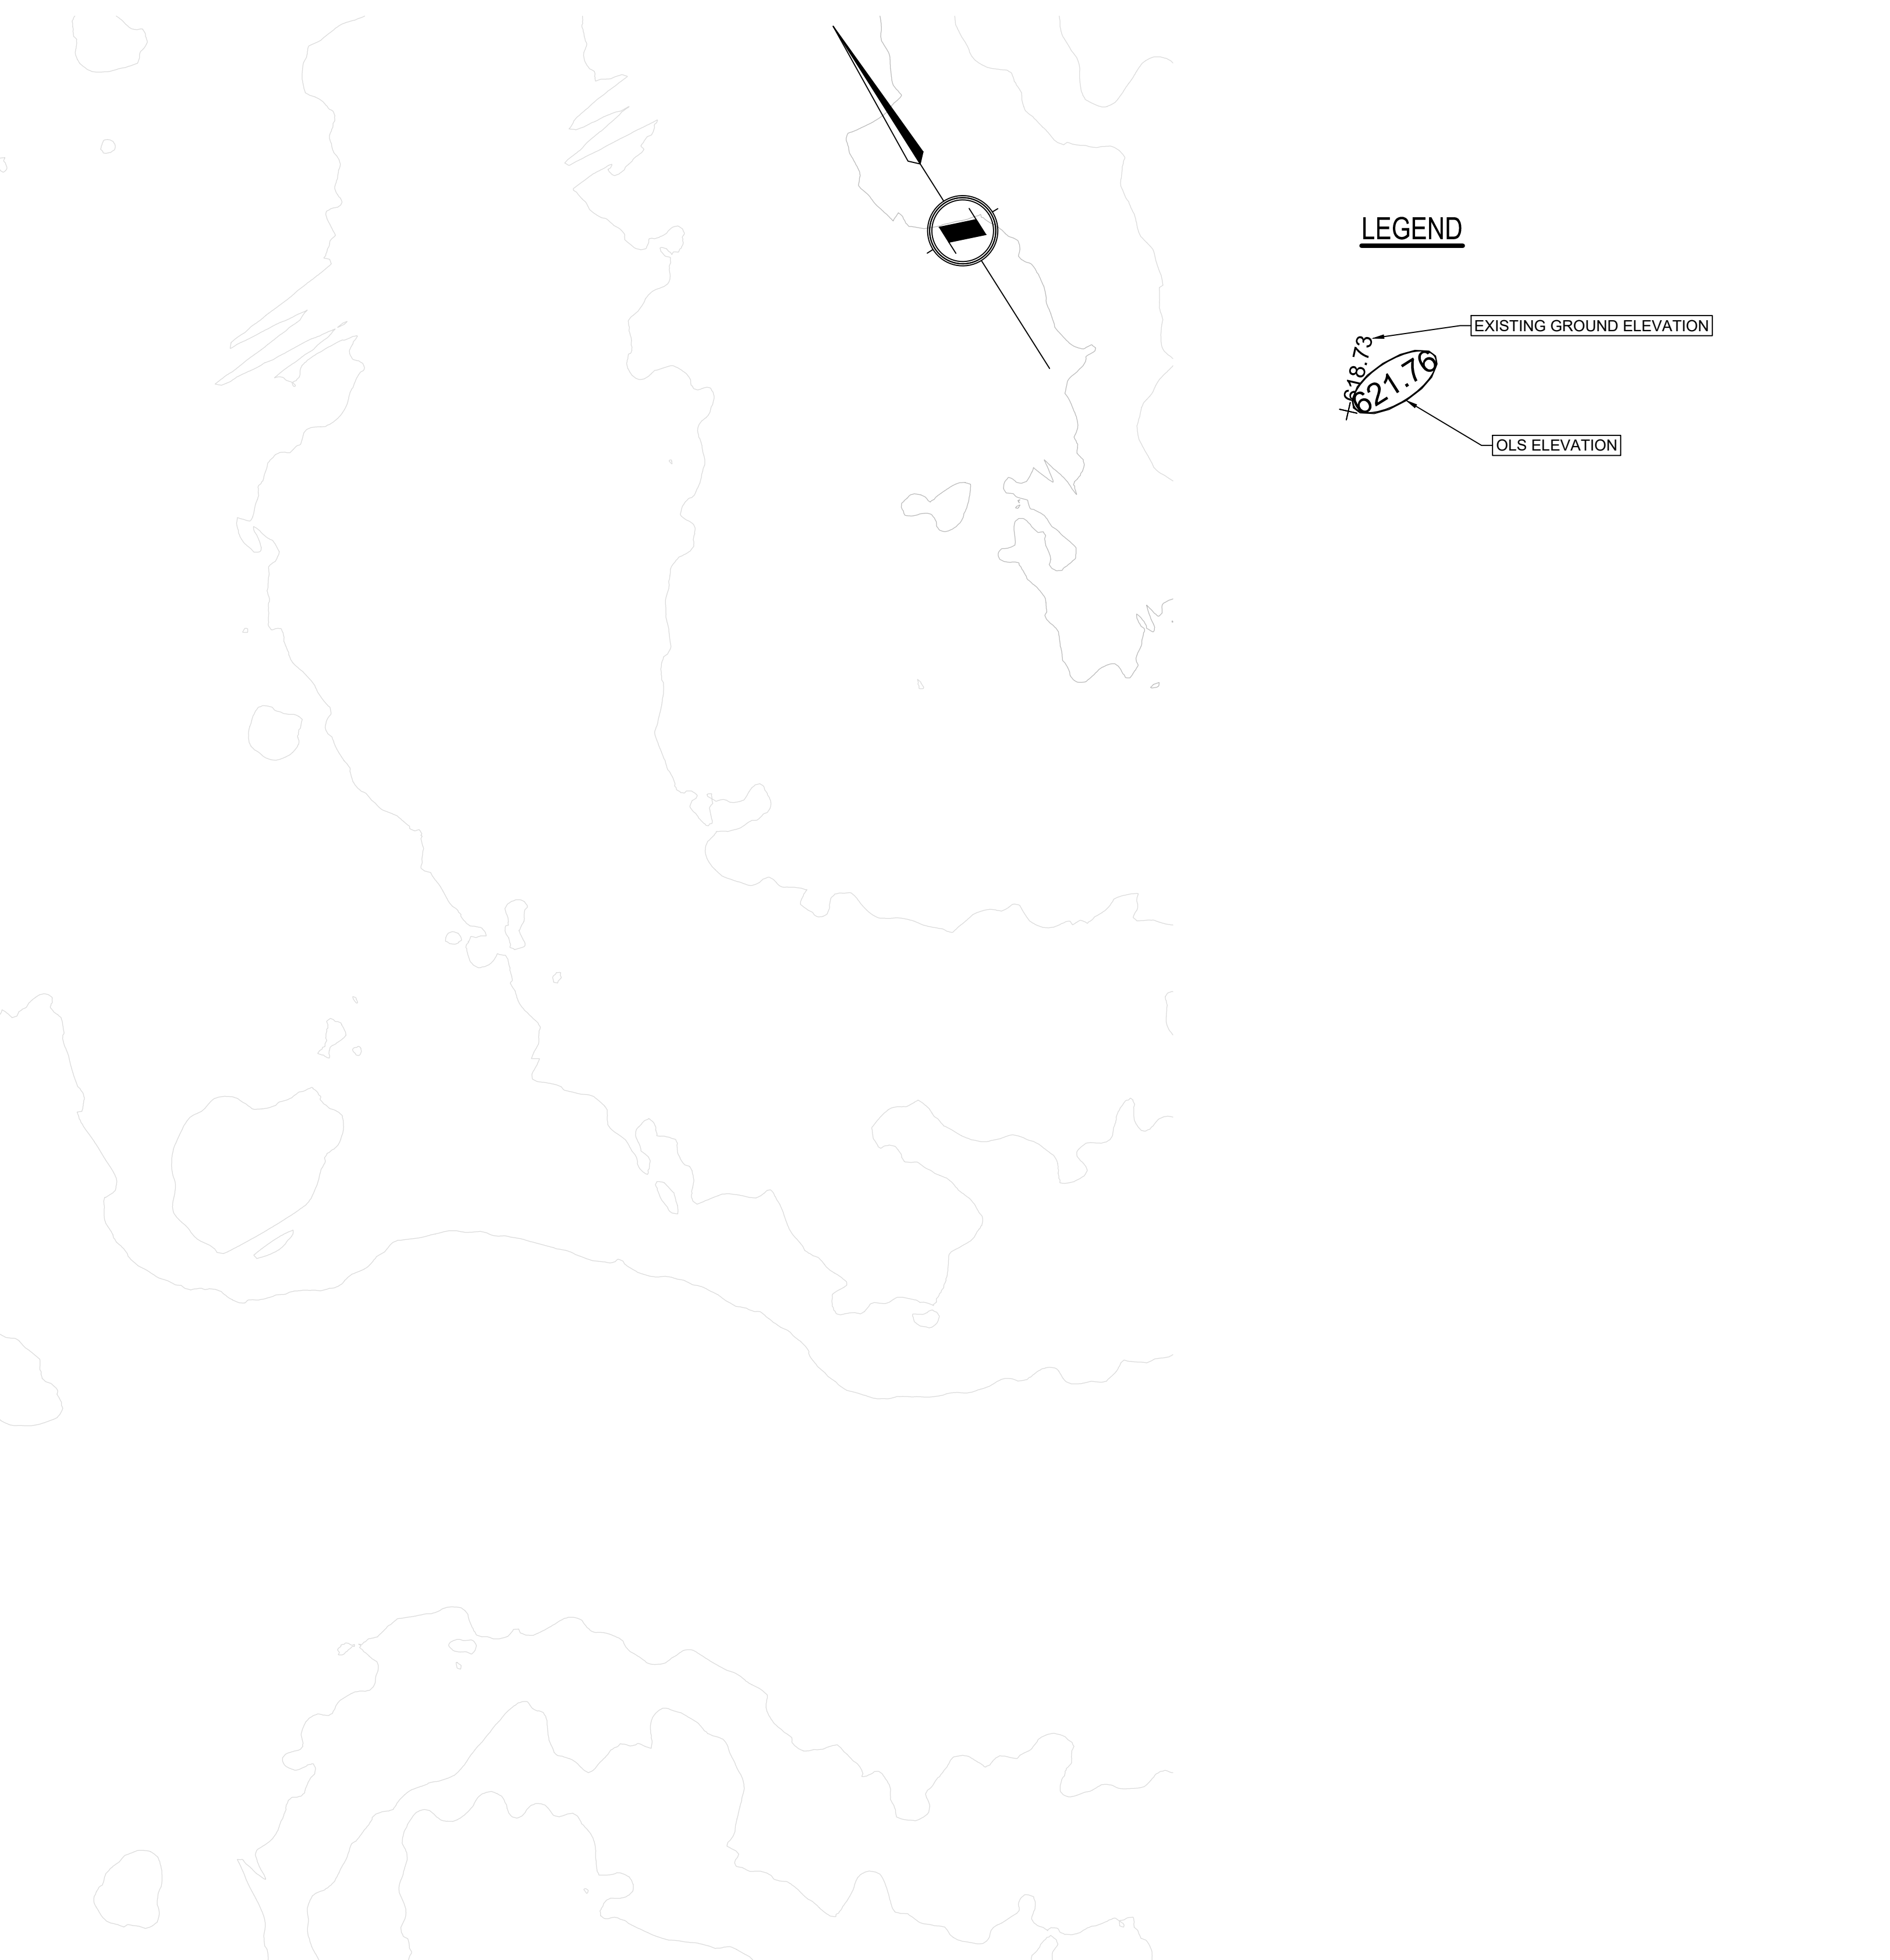 LEGEND
EXISTING GROUND ELEVATION
618.73
621.76
OLS ELEVATION